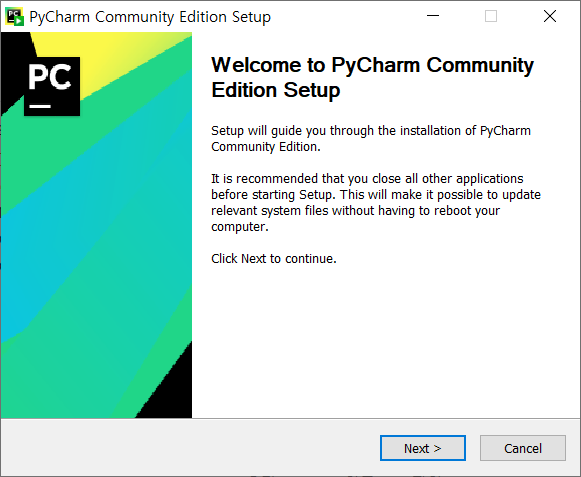 PyCharm Community Edition Setup
PC
Welcome to PyCharm Community
Edition Setup
Setup will guide you through the installation of PyCharm
Community Edition.
It is recommended that you close all other applications
before starting Setup. This will make it possible to update
relevant system files without having to reboot your
computer.
Click Next to continue.
Next >
Cancel